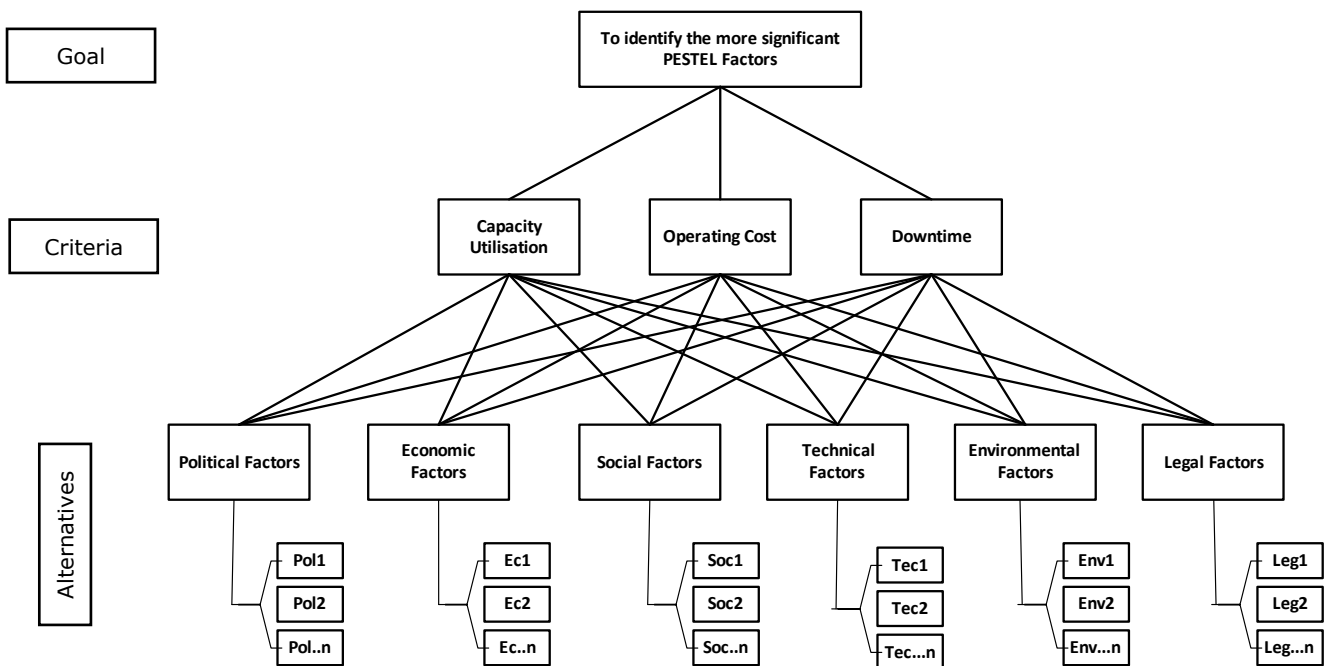 Goal
To identify the more significant
PESTEL Factors
Criteria
Capacity
Utilisation
Operating Cost
Downtime
Alternatives
Political Factors
Economic
Factors
Social Factors
Technical
Factors
Environmental
Factors
Legal Factors
Pol1
Pol2
Pol..n
Ec1
Ec2
Ec..n
Soc1
Soc2
Soc..n
Tec1
Tec2
Tec...n
Env1
Env2
Env...n
Leg1
Leg2
Leg...n